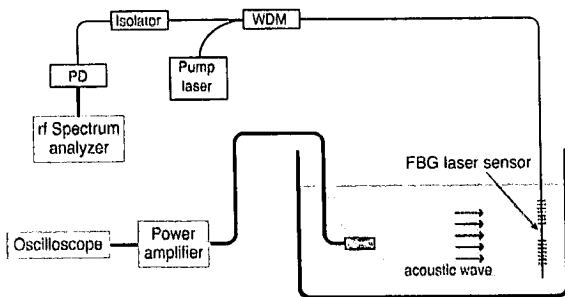 Isolator
WDM
PD
Pump
laser
rf Spectrum
analyzer
FBG laser sensor
Oscilloscope
Power
amplifier
acoustic wave